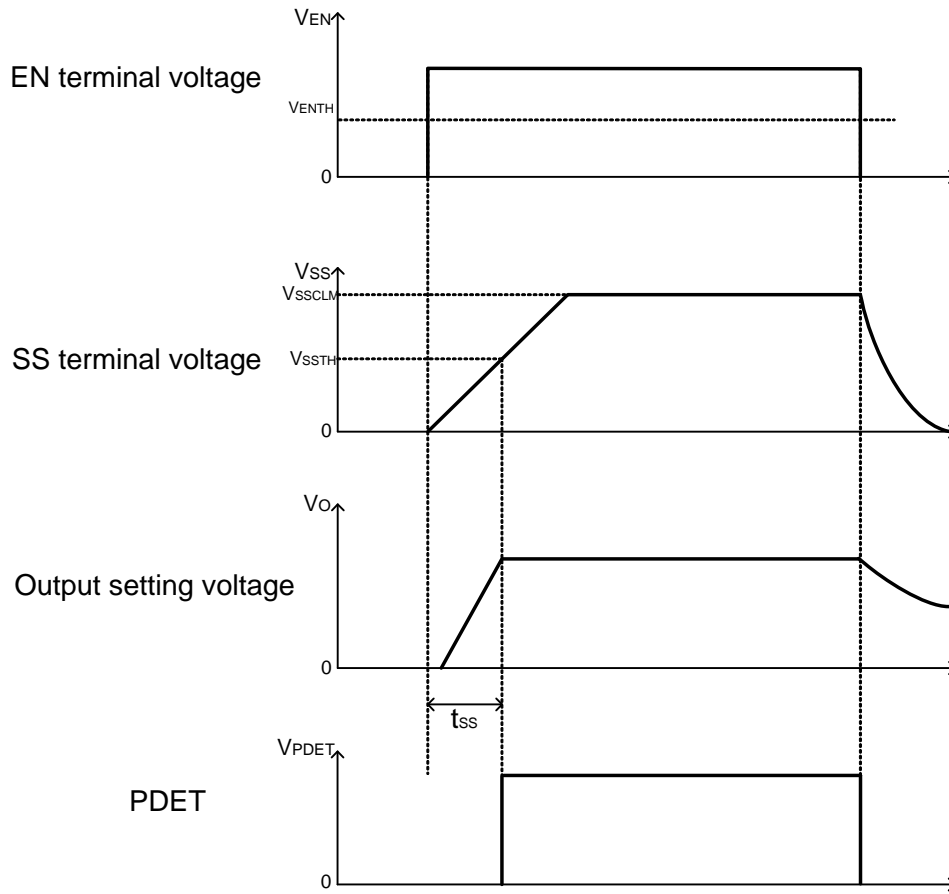 VEN
EN terminal voltage
VENTH
0
VSS
VSSCLM
SS terminal voltage
VSSTH
0
VO
Output setting voltage
0
tSS
VPDET
PDET
0